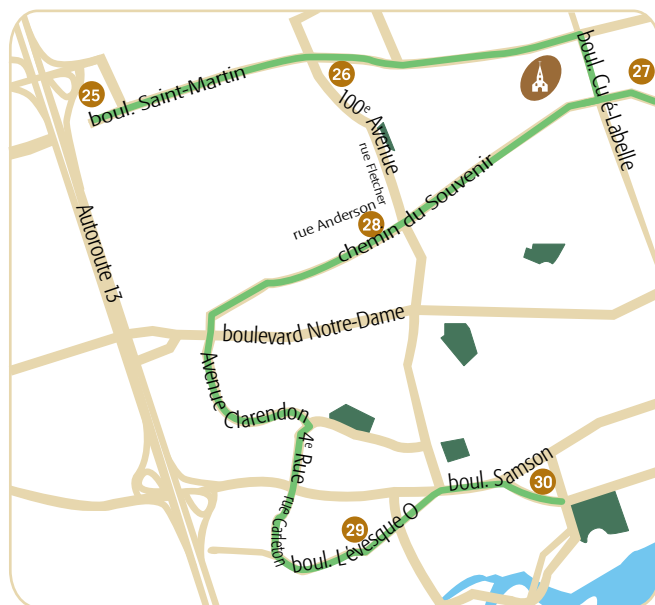 boul. Curé-Labelle
27
26
25
boul. Saint-Martin
100e Avenue
rue Fletcher
rue Anderson
28
chemin du Souvenir
Autoroute 13
boulevard Notre-Dame
Avenue Clarendon
4e Rue
boul. Samson
30
rue Carleton
29
boul. Lévesque O